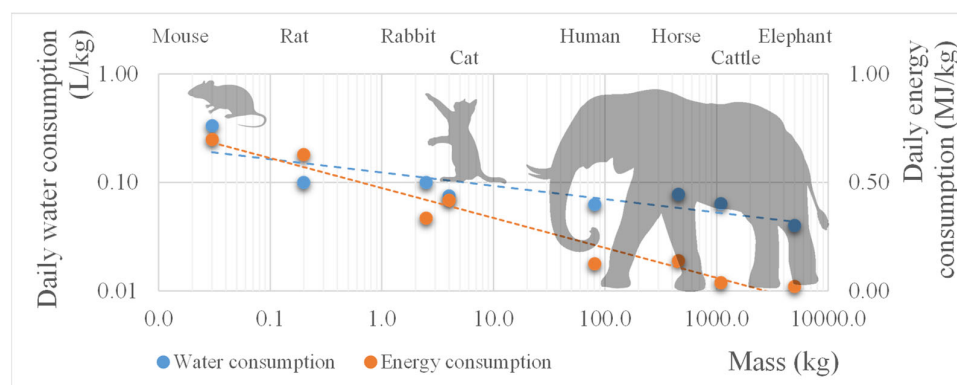 Mouse Rat Rabbit Human Horse Elephant
Cat Cattle
Daily water consumption
(L/kg)
1.00
0.10
0.01
Daily energy
consumption (MJ/kg)
1.00
0.50
0.00
0.0 0.1 1.0 10.0 100.0 1000.0 10000.0
Water consumption Energy consumption
Mass (kg)